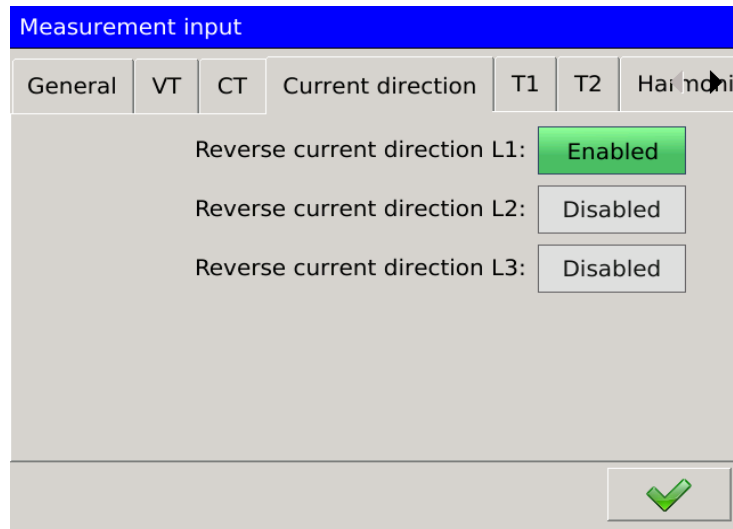 Measurement input
General VT CT Current direction T1 T2 Harmoni
Reverse current direction L1: Enabled
Reverse current direction L2: Disabled
Reverse current direction L3: Disabled